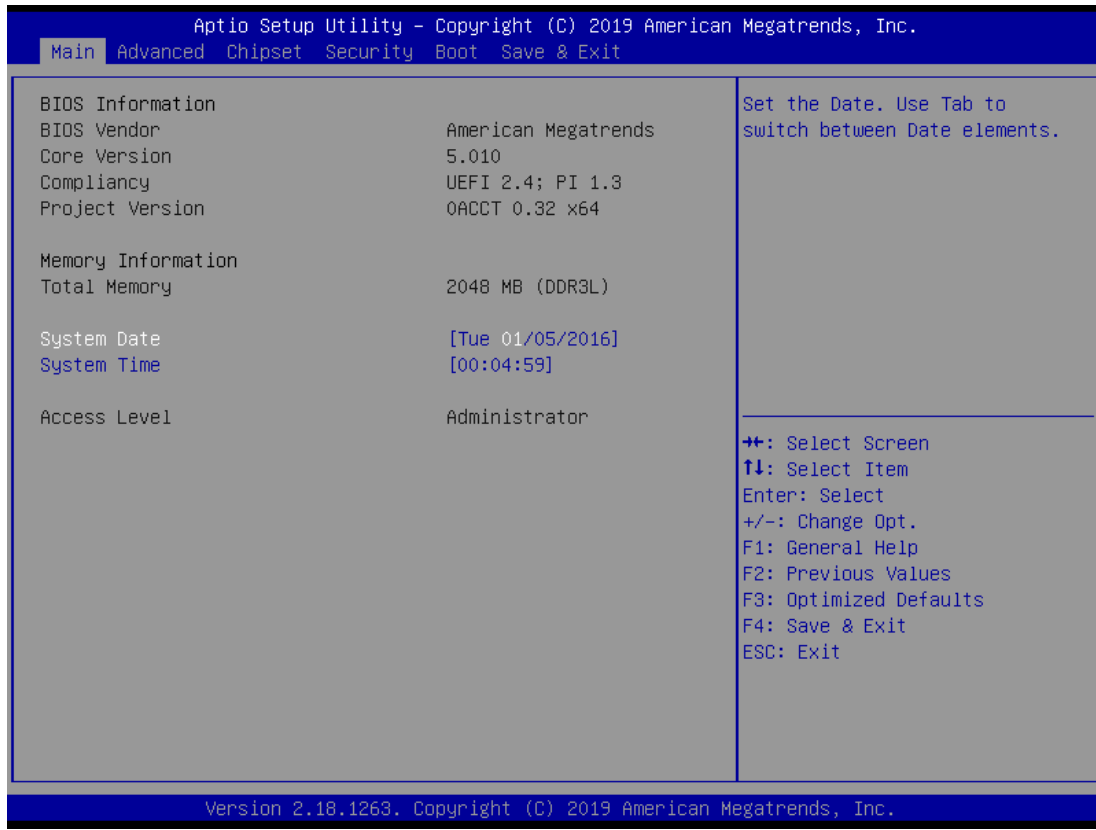 Aptio Setup Utility – Copyright (C) 2019 American Megatrends, Inc.
Main Advanced Chipset Security Boot Save & Exit
BIOS Information
BIOS Vendor American Megatrends
Core Version 5.010
Compliancy UEFI 2.4; PI 1.3
Project Version 0ACCT 0.32 x64
Memory Information
Total Memory 2048 MB (DDR3L)
System Date [Tue 01/05/2016]
System Time [00:04:59]
Access Level Administrator
Set the Date. Use Tab to
switch between Date elements.
→←: Select Screen
↑↓: Select Item
Enter: Select
+/-: Change Opt.
F1: General Help
F2: Previous Values
F3: Optimized Defaults
F4: Save & Exit
ESC: Exit
Version 2.18.1263. Copyright (C) 2019 American Megatrends, Inc.